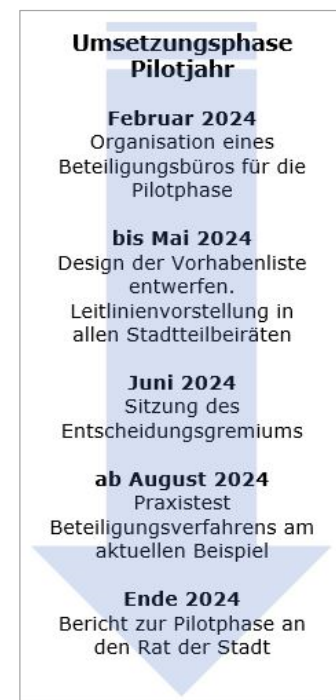 Umsetzungsphase
Pilotjahr
Februar 2024
Organisation eines
Beteiligungsbüros für die
Pilotphase
bis Mai 2024
Design der Vorhabenliste
entwerfen.
Leitlinienvorstellung in
allen Stadtteilbeiräten
Juni 2024
Sitzung des
Entscheidungsgremiums
ab August 2024
Praxistest
Beteiligungsverfahrens am
aktuellen Beispiel
Ende 2024
Bericht zur Pilotphase an
den Rat der Stadt